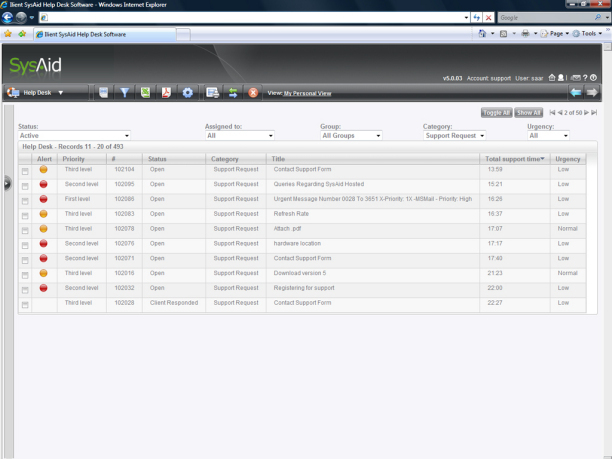 Ilient SysAid Help Desk Software - Windows Internet Explorer
Google
Ilient SysAid Help Desk Software
Page
Tools
SysAid
v5.0.03 Account: support User: saar
Help Desk
View: My Personal View
Toggle All Show All 2 of 50
Status: Assigned to: Group: Category: Urgency:
Active All All Groups Support Request All
Help Desk - Records 11 - 20 of 493
Alert Priority # Status Category Title Total support time Urgency
Third level 102104 Open Support Request Contact Support Form 13:59 Low
Second level 102095 Open Support Request Queries Regarding SysAid Hosted 15:21 Low
First level 102086 Open Support Request Urgent Message Number 0028 To 3651 X-Priority: 1X -MSMail - Priority: High 16:26 Low
Third level 102083 Open Support Request Refresh Rate 16:37 Low
Third level 102078 Open Support Request Attach .pdf 17:07 Normal
Second level 102076 Open Support Request hardware location 17:17 Low
Second level 102071 Open Support Request Contact Support Form 17:40 Low
Third level 102016 Open Support Request Download version 5 21:23 Normal
Second level 102032 Open Support Request Registering for support 22:00 Low
Third level 102028 Client Responded Support Request Contact Support Form 22:27 Low